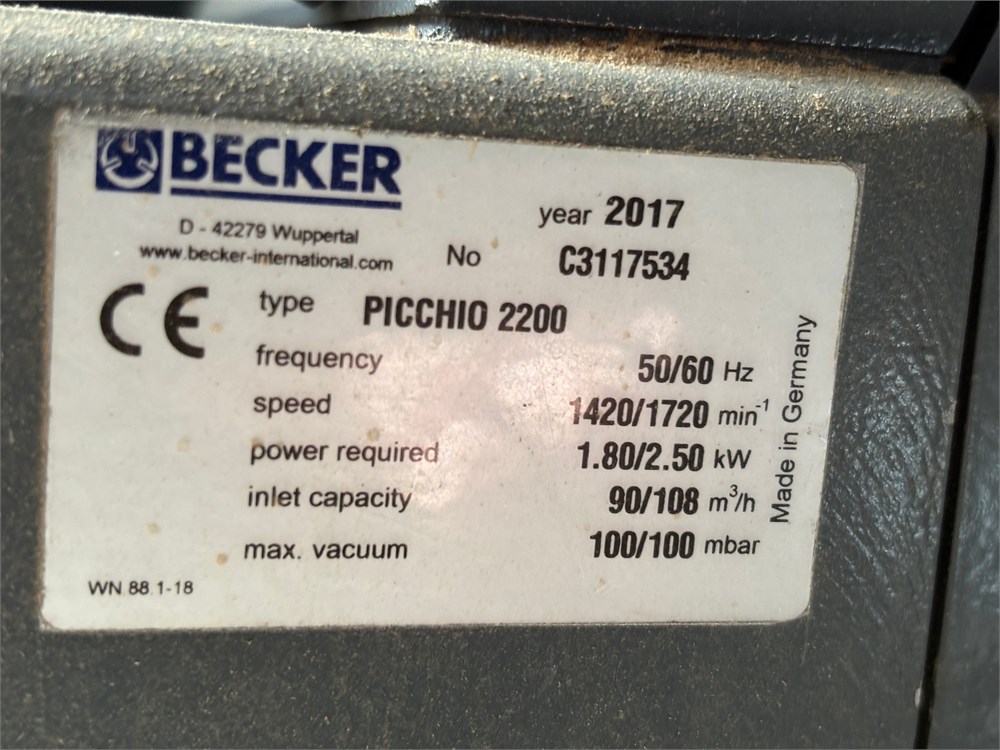 BECKER
D - 42279 Wuppertal
www.becker-international.com
year 2017
No C3117534
CE
type PICCHIO 2200
frequency 50/60 Hz
speed 1420/1720 min⁻¹
power required 1.80/2.50 kW
inlet capacity 90/108 m³/h
max. vacuum 100/100 mbar
WN 88.1-18
Made in Germany